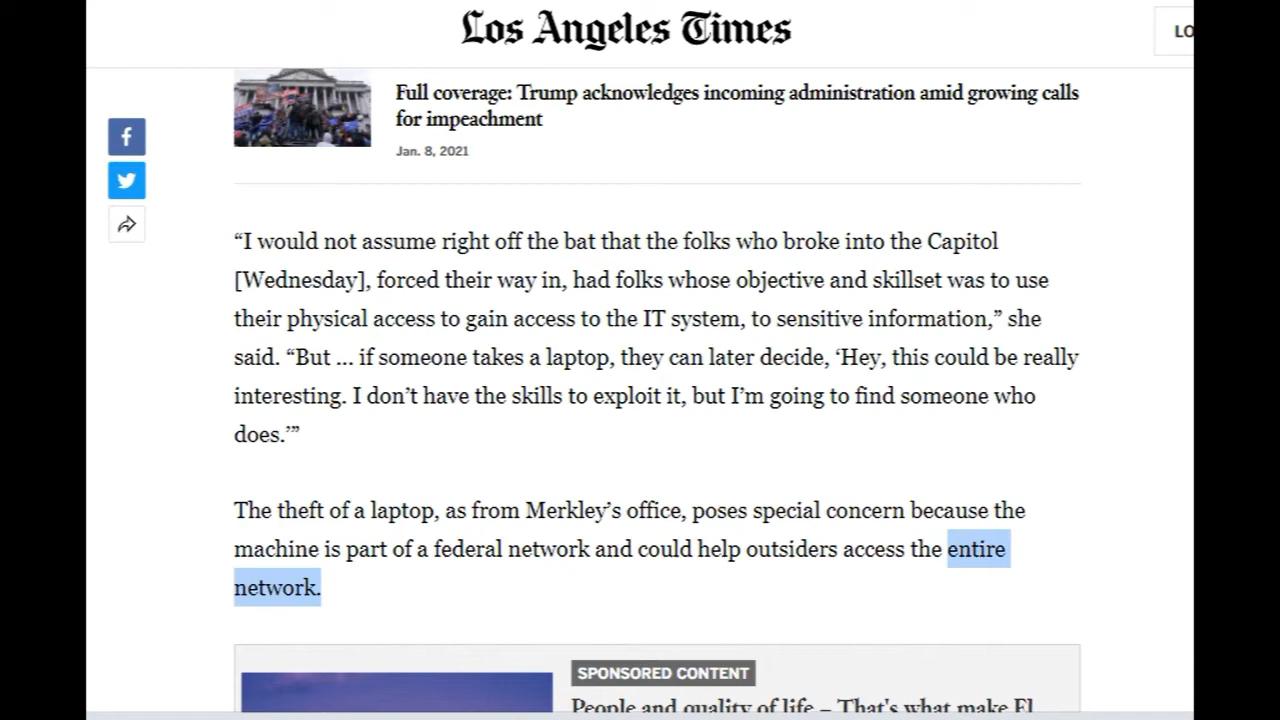 Los Angeles Times
LO
Full coverage: Trump acknowledges incoming administration amid growing calls
for impeachment
Jan. 8, 2021
“I would not assume right off the bat that the folks who broke into the Capitol
[Wednesday], forced their way in, had folks whose objective and skillset was to use
their physical access to gain access to the IT system, to sensitive information,” she
said. “But ... if someone takes a laptop, they can later decide, ‘Hey, this could be really
interesting. I don’t have the skills to exploit it, but I’m going to find someone who
does.’”
The theft of a laptop, as from Merkley’s office, poses special concern because the
machine is part of a federal network and could help outsiders access the entire
network.
SPONSORED CONTENT
People and quality of life – That's what make El